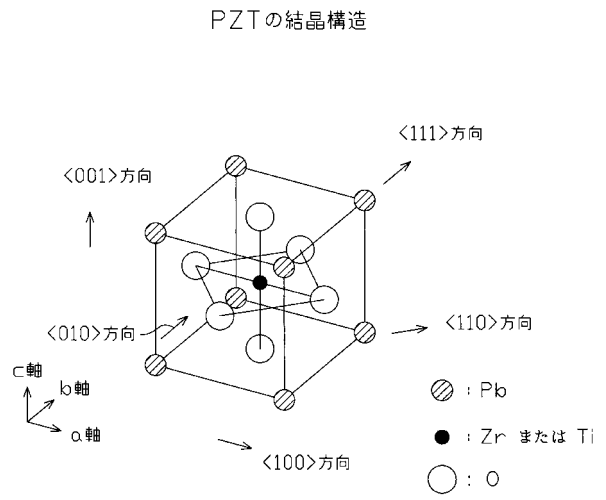 PZTの結晶構造
<111>方向
<001>方向
<010>方向
<110>方向
c軸
b軸
a軸
<100>方向
: Pb
: Zr または Ti
: O